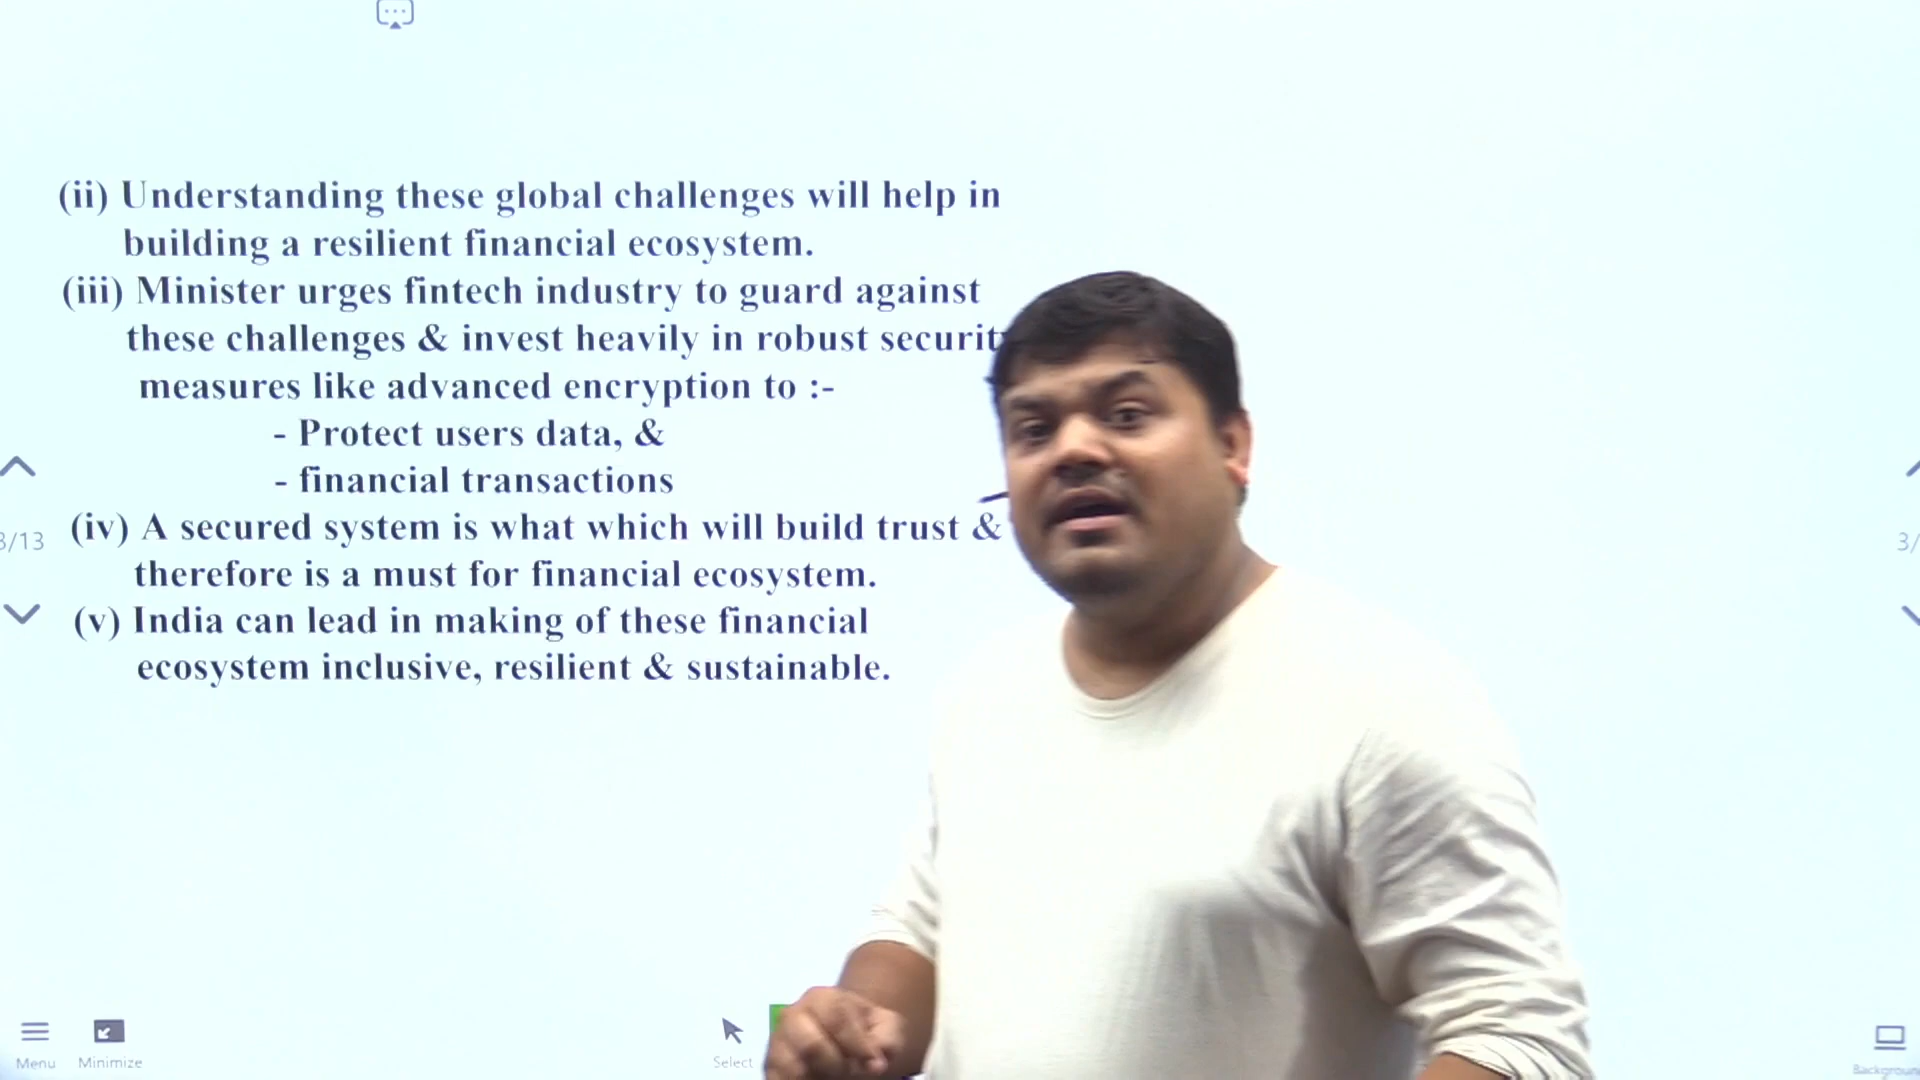 (ii) Understanding these global challenges will help in
building a resilient financial ecosystem.
(iii) Minister urges fintech industry to guard against
these challenges & invest heavily in robust securit
measures like advanced encryption to :-
- Protect users data, &
- financial transactions
(iv) A secured system is what which will build trust &
therefore is a must for financial ecosystem.
(v) India can lead in making of these financial
ecosystem inclusive, resilient & sustainable.
3/13
3/
Menu
Minimize
Select
Background